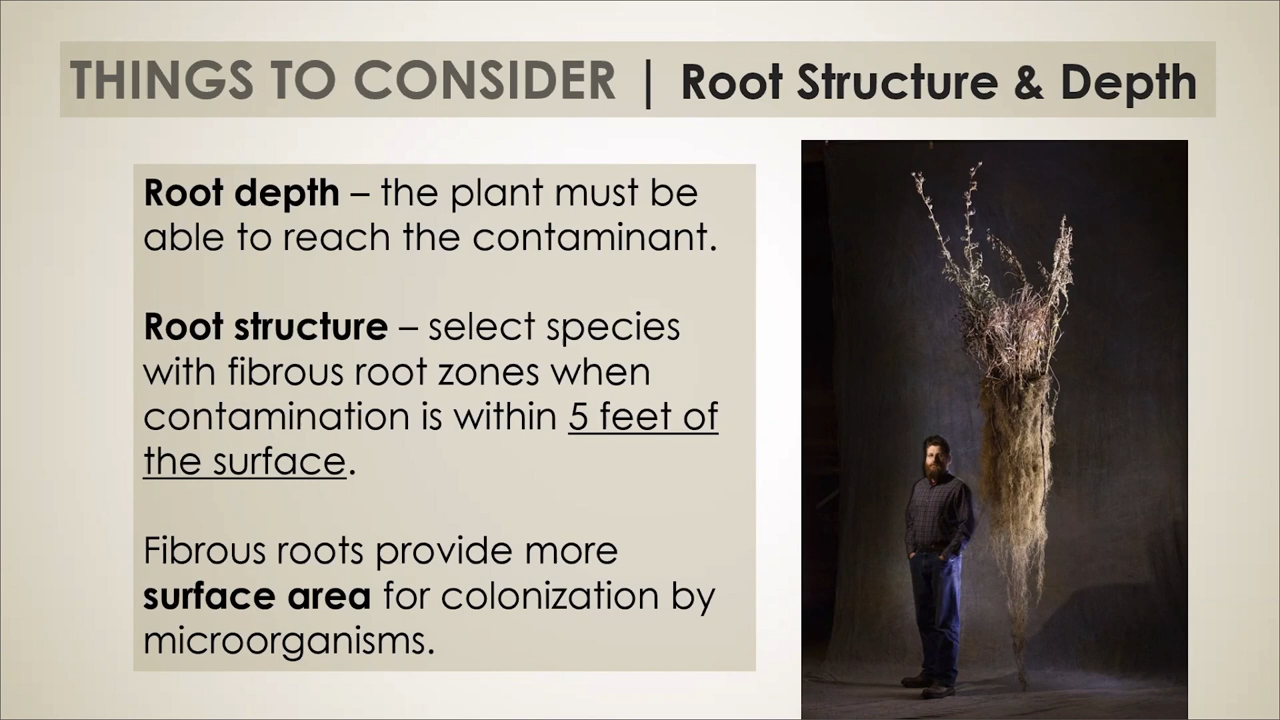 THINGS TO CONSIDER | Root Structure & Depth
Root depth – the plant must be
able to reach the contaminant.
Root structure – select species
with fibrous root zones when
contamination is within 5 feet of
the surface.
Fibrous roots provide more
surface area for colonization by
microorganisms.